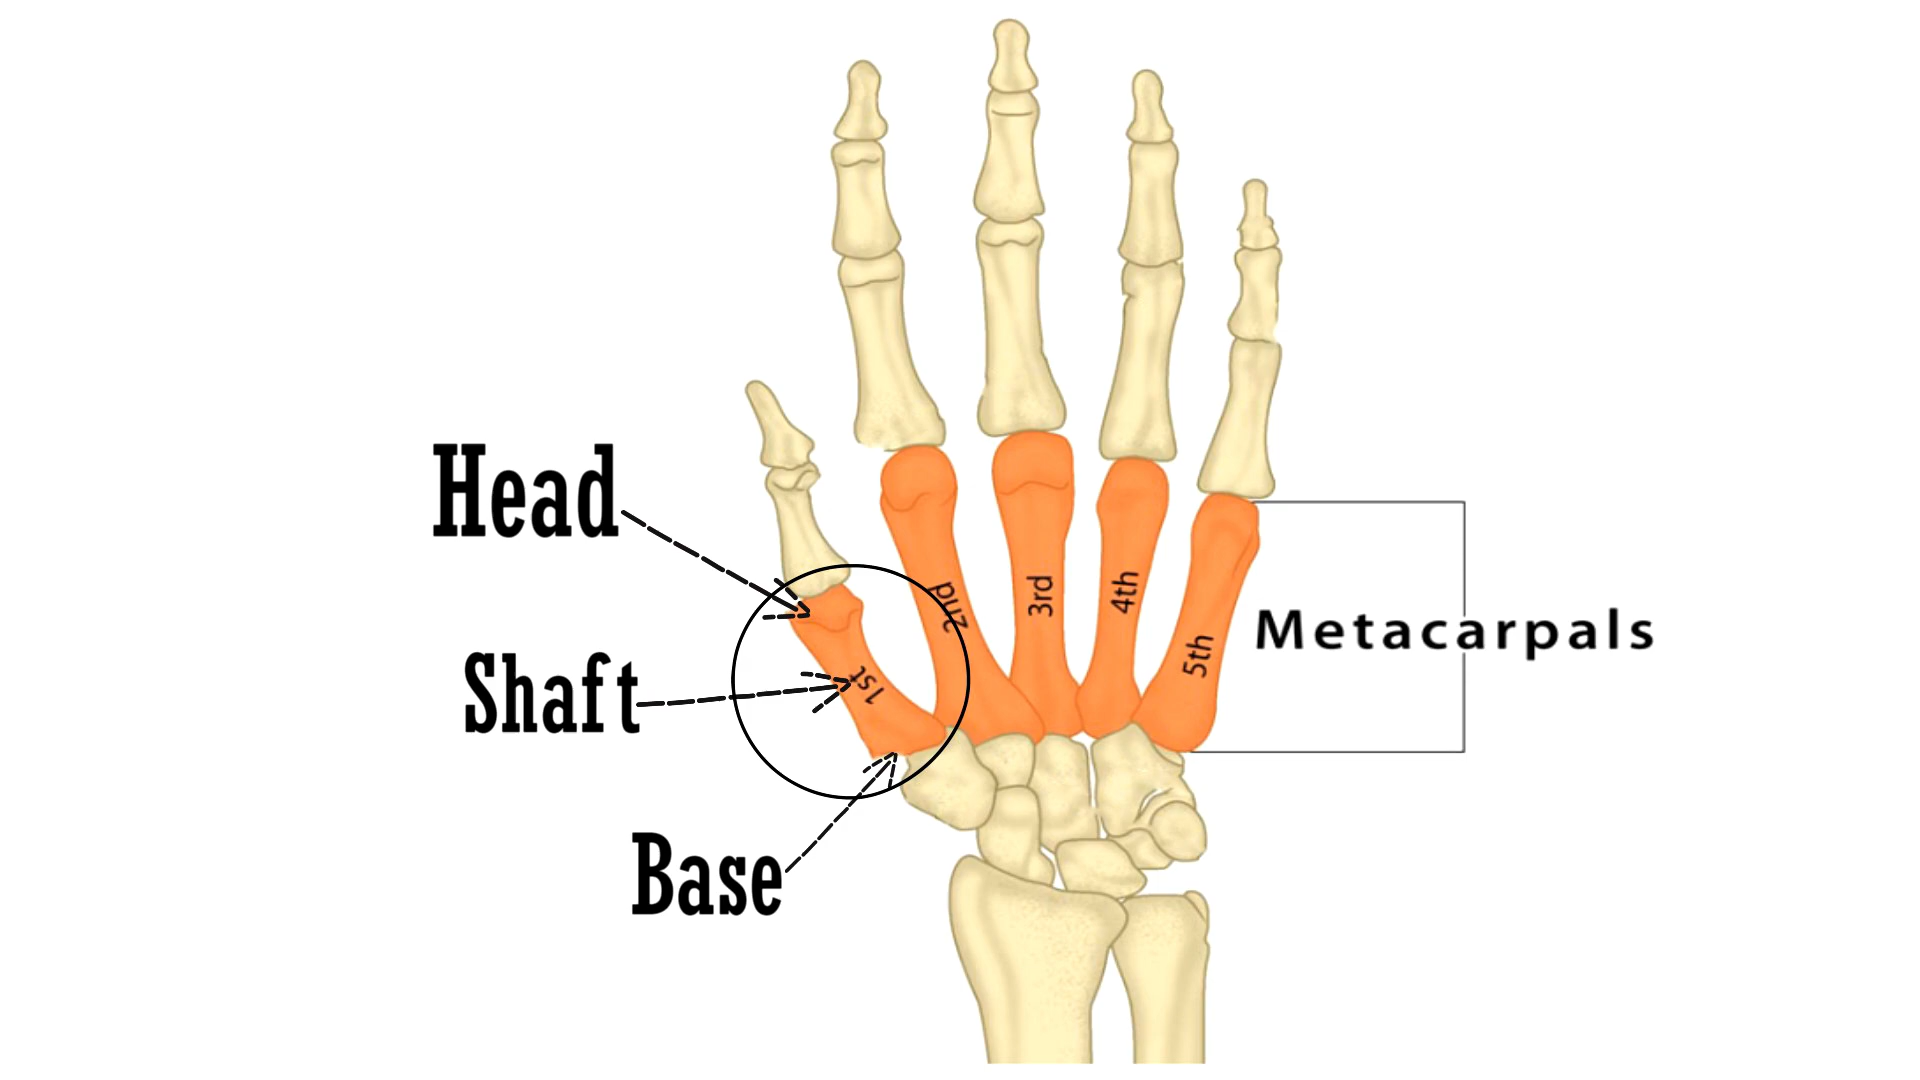 Head
Shaft
Base
1st
2nd
3rd
4th
5th
Metacarpals